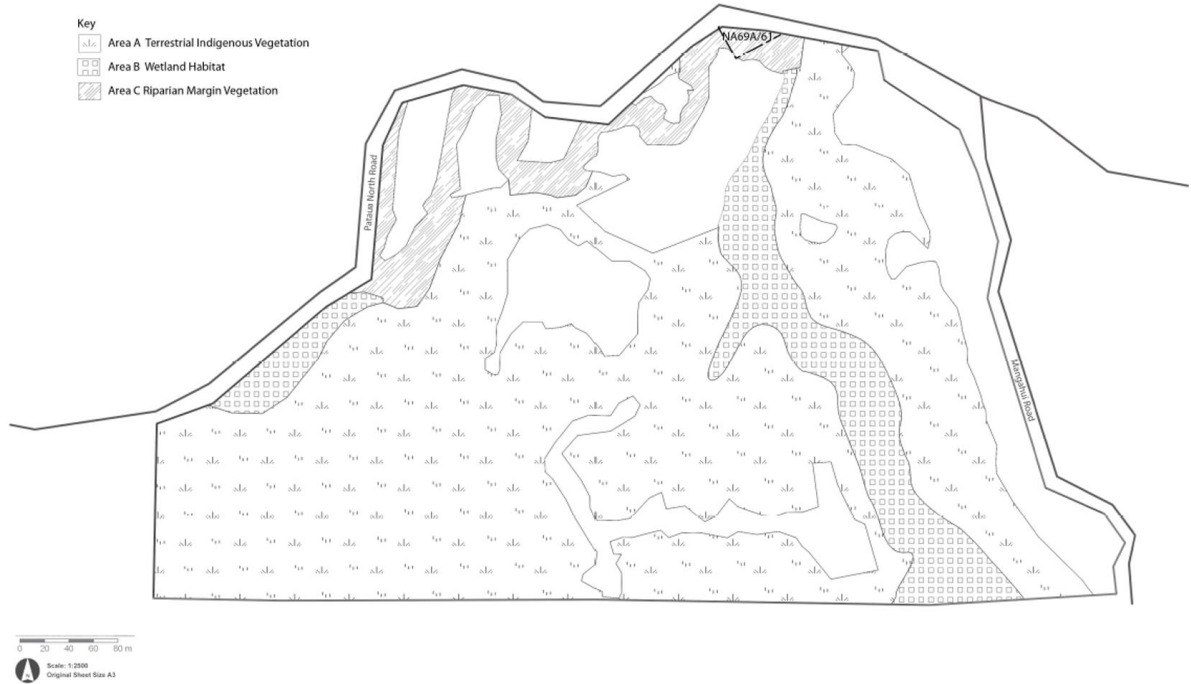 Key
Area A Terrestrial Indigenous Vegetation
Area B Wetland Habitat
Area C Riparian Margin Vegetation
NA69A/61
Pataua North Road
Mangahui Road
0 20 40 60 80 m
Scale: 1:2500
Original Sheet Size A3